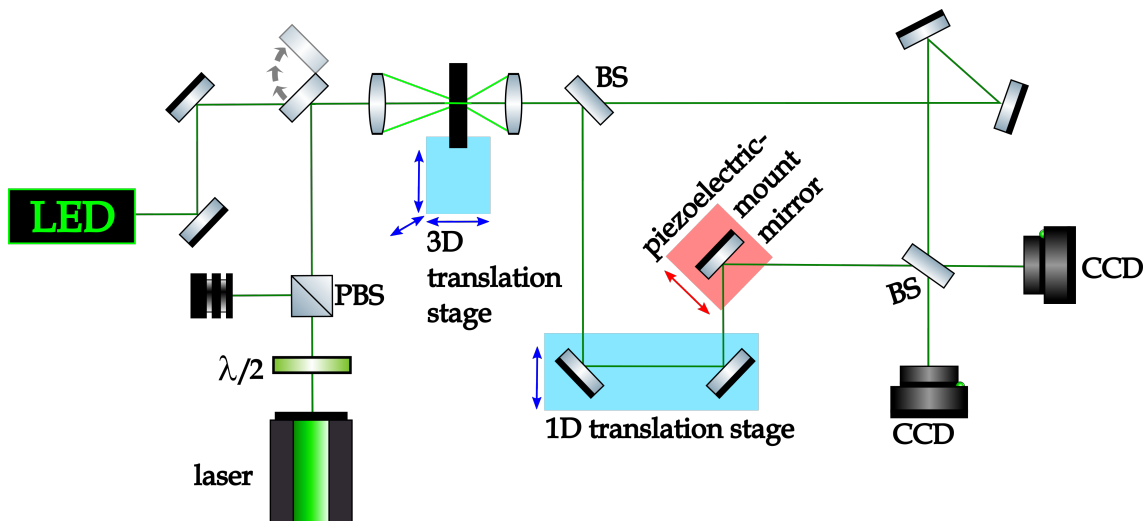 BS
LED
piezoelectric-
mount
mirror
3D
translation
stage
PBS
CCD
BS
λ/2
1D translation stage
CCD
laser